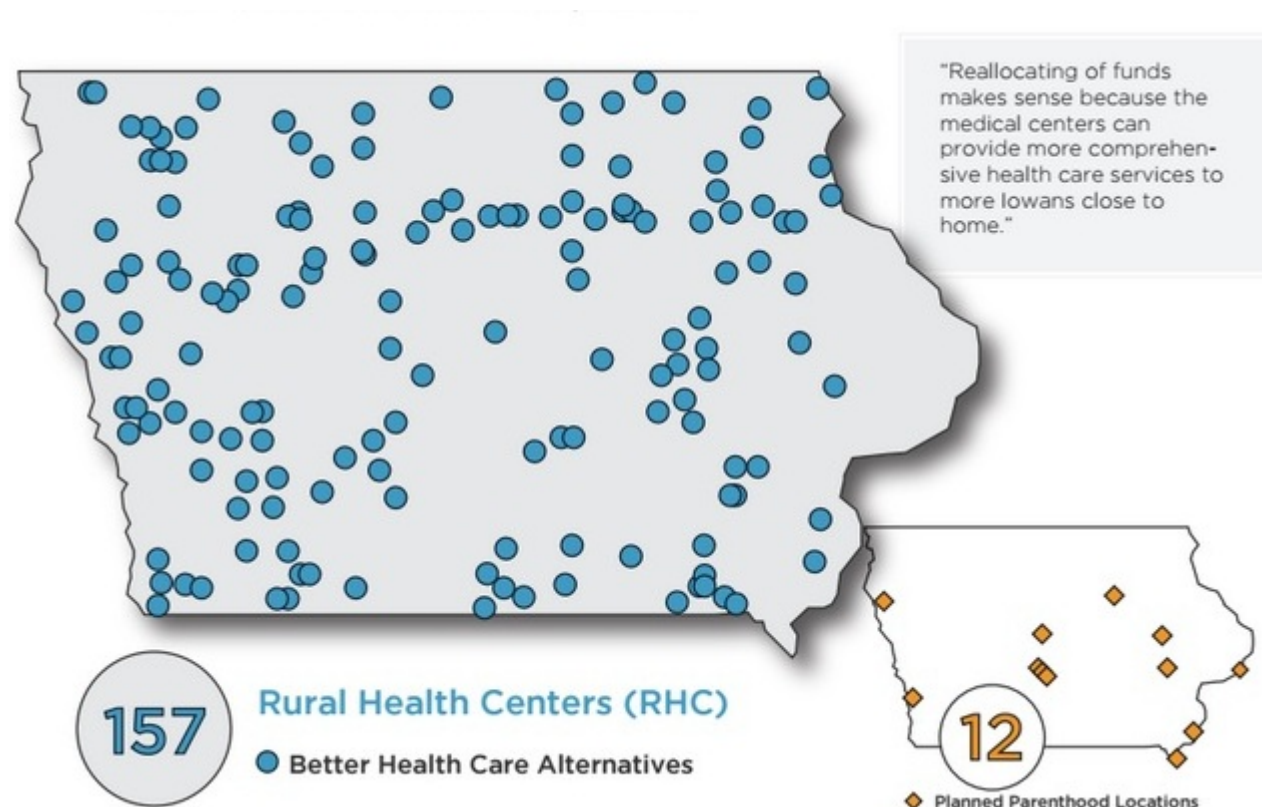 “Reallocating of funds
makes sense because the
medical centers can
provide more comprehen-
sive health care services to
more Iowans close to
home.”
157
Rural Health Centers (RHC)
Better Health Care Alternatives
12
Planned Parenthood Locations